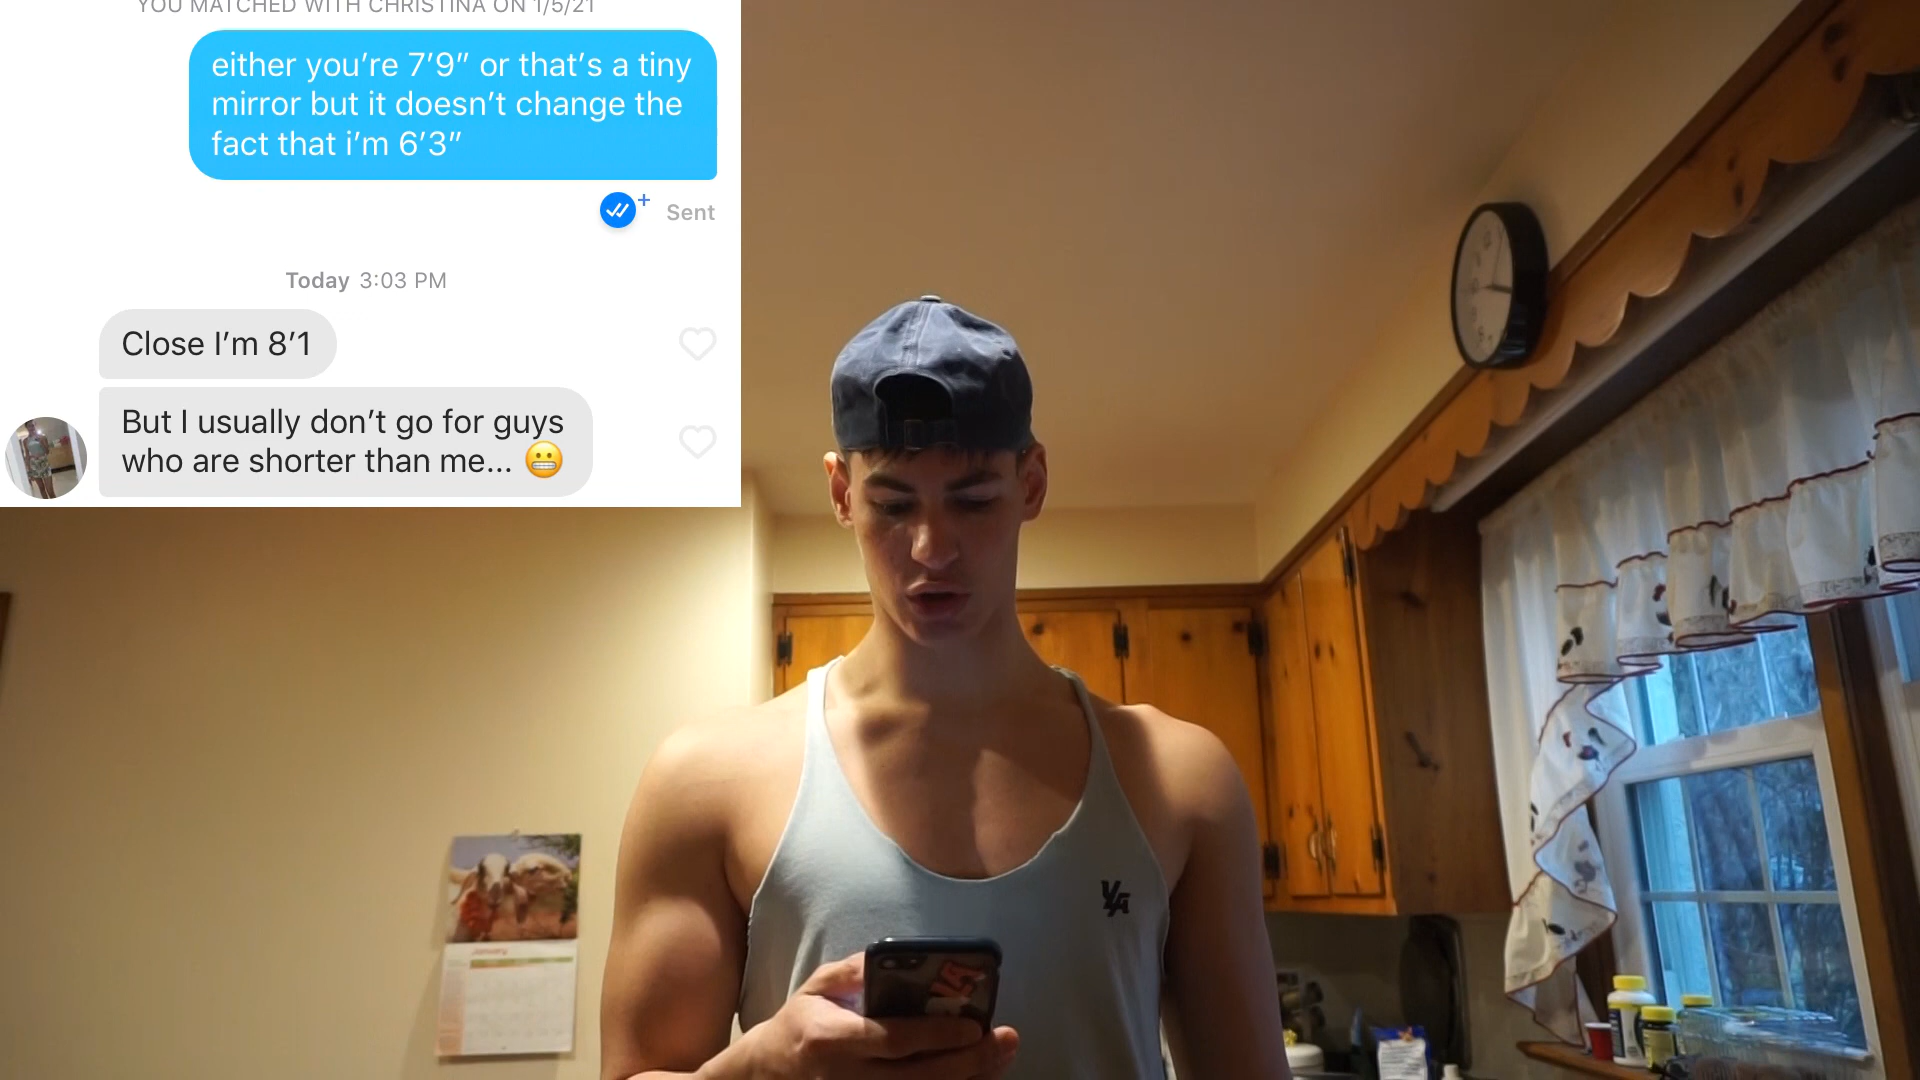 YOU MATCHED WITH CHRISTINA ON 1/5/21
either you’re 7’9” or that’s a tiny
mirror but it doesn’t change the
fact that i’m 6’3”
Sent
Today 3:03 PM
Close I’m 8’1
But I usually don’t go for guys
who are shorter than me... 😬
January